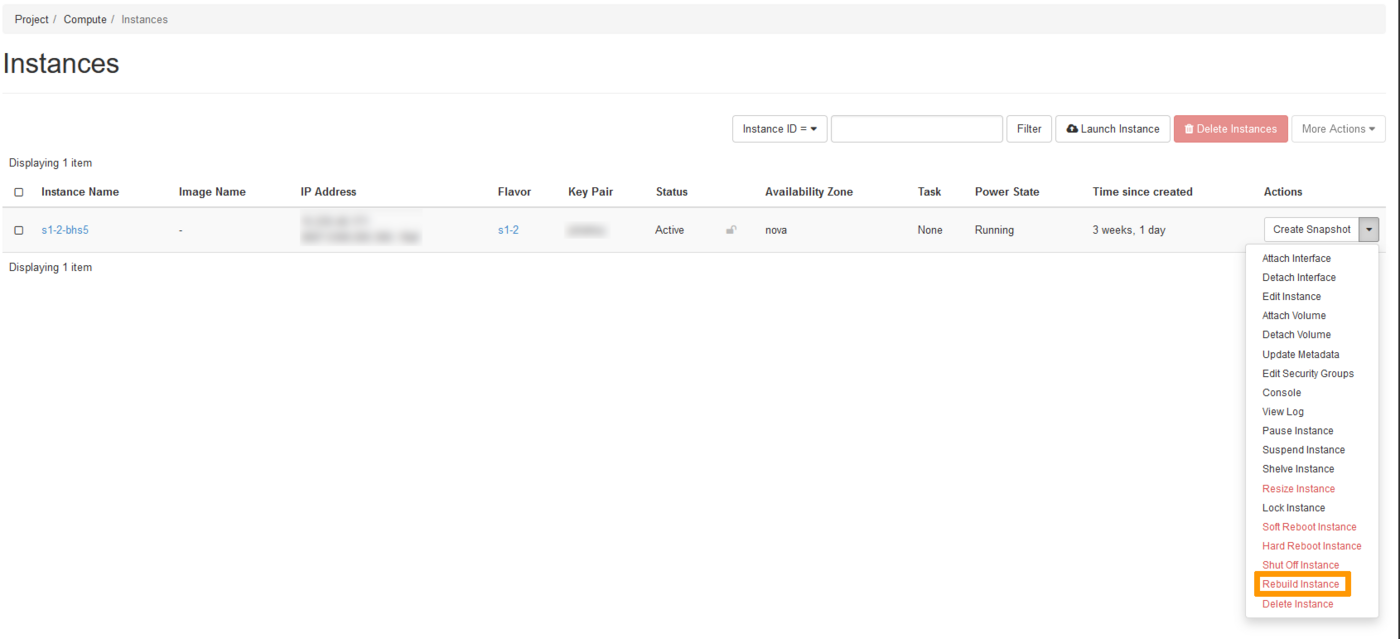 Project / Compute / Instances
Instances
Instance ID = Filter Launch Instance Delete Instances More Actions
Displaying 1 item
Instance Name Image Name IP Address Flavor Key Pair Status Availability Zone Task Power State Time since created Actions
s1-2-bhs5 - s1-2 Active nova None Running 3 weeks, 1 day Create Snapshot
Displaying 1 item
Attach Interface
Detach Interface
Edit Instance
Attach Volume
Detach Volume
Update Metadata
Edit Security Groups
Console
View Log
Pause Instance
Suspend Instance
Shelve Instance
Resize Instance
Lock Instance
Soft Reboot Instance
Hard Reboot Instance
Shut Off Instance
Rebuild Instance
Delete Instance